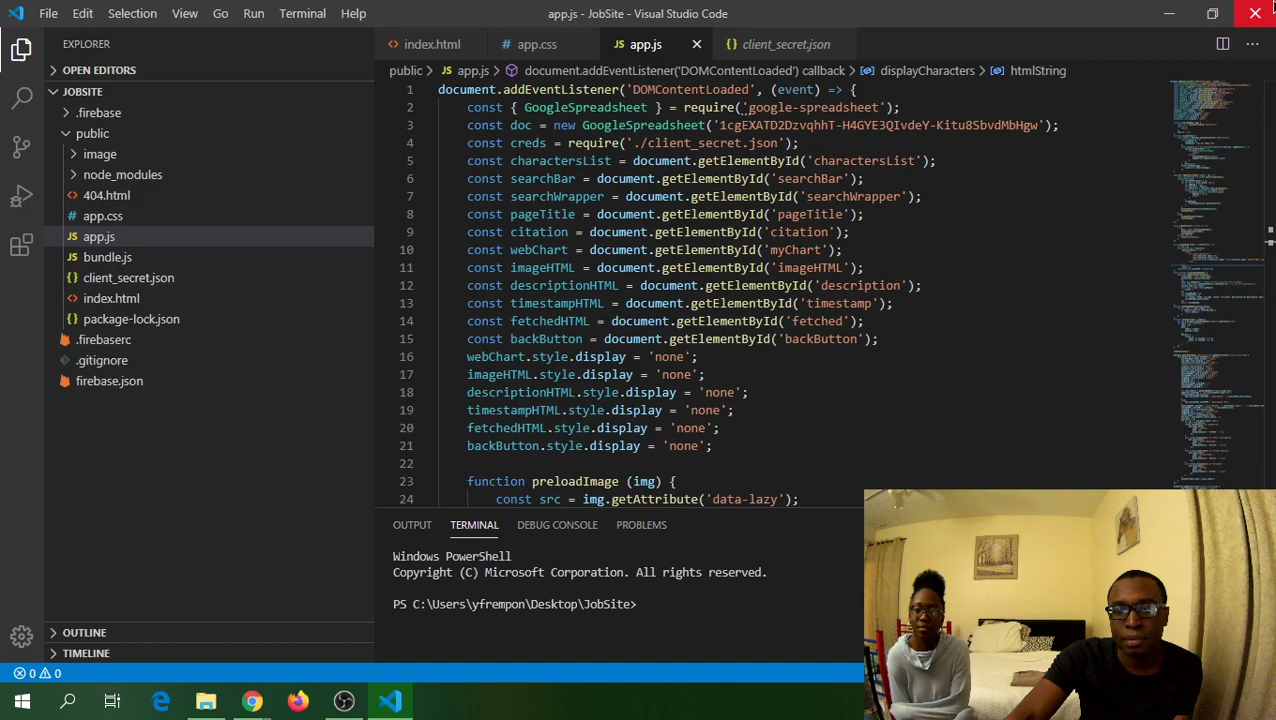 File Edit Selection View Go Run Terminal Help app.js - JobSite - Visual Studio Code
EXPLORER
OPEN EDITORS
JOBSITE
.firebase
public
image
node_modules
404.html
app.css
app.js
bundle.js
client_secret.json
index.html
package-lock.json
.firebaserc
.gitignore
firebase.json
OUTLINE
TIMELINE
0 0
index.html app.css app.js client_secret.json
public app.js document.addEventListener('DOMContentLoaded') callback displayCharacters htmlString
1 document.addEventListener('DOMContentLoaded', (event) => {
2 const { GoogleSpreadsheet } = require('google-spreadsheet');
3 const doc = new GoogleSpreadsheet('1cgEXATD2DzvqhhT-H4GYE3QIvdeY-Kitu8SbvdMbHgw');
4 const creds = require('./client_secret.json');
5 const charactersList = document.getElementById('charactersList');
6 const searchBar = document.getElementById('searchBar');
7 const searchWrapper = document.getElementById('searchWrapper');
8 const pageTitle = document.getElementById('pageTitle');
9 const citation = document.getElementById('citation');
10 const webChart = document.getElementById('myChart');
11 const imageHTML = document.getElementById('imageHTML');
12 const descriptionHTML = document.getElementById('description');
13 const timestampHTML = document.getElementById('timestamp');
14 const fetchedHTML = document.getElementById('fetched');
15 const backButton = document.getElementById('backButton');
16 webChart.style.display = 'none';
17 imageHTML.style.display = 'none';
18 descriptionHTML.style.display = 'none';
19 timestampHTML.style.display = 'none';
20 fetchedHTML.style.display = 'none';
21 backButton.style.display = 'none';
22
23 function preloadImage (img) {
24 const src = img.getAttribute('data-lazy');
OUTPUT TERMINAL DEBUG CONSOLE PROBLEMS
Windows PowerShell
Copyright (C) Microsoft Corporation. All rights reserved.
PS C:\Users\yfrempon\Desktop\JobSite>